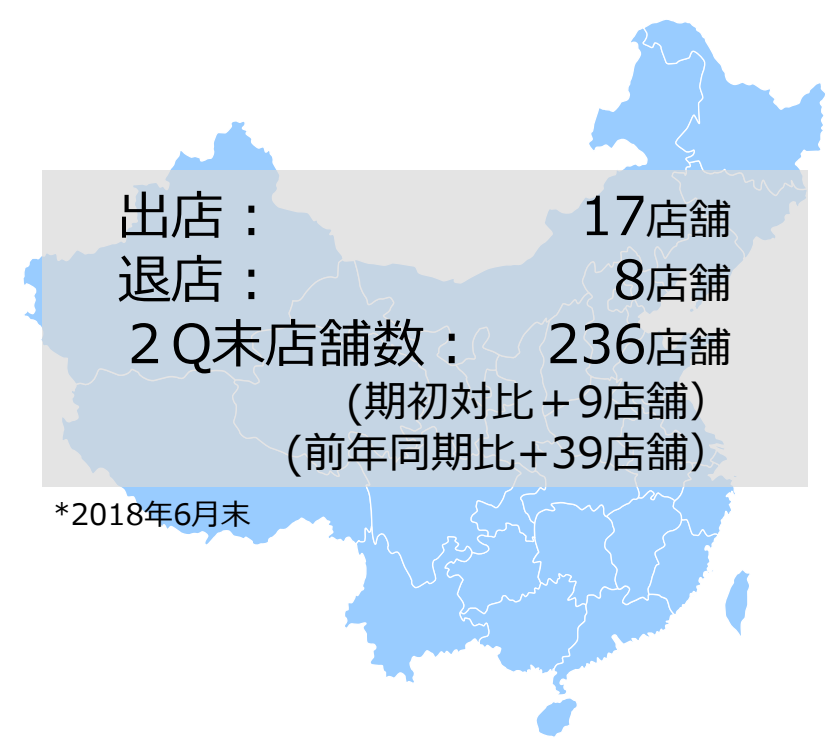 出店： 17店舗
退店： 8店舗
２Q末店舗数： 236店舗
(期初対比＋9店舗）
(前年同期比+39店舗）
*2018年6月末